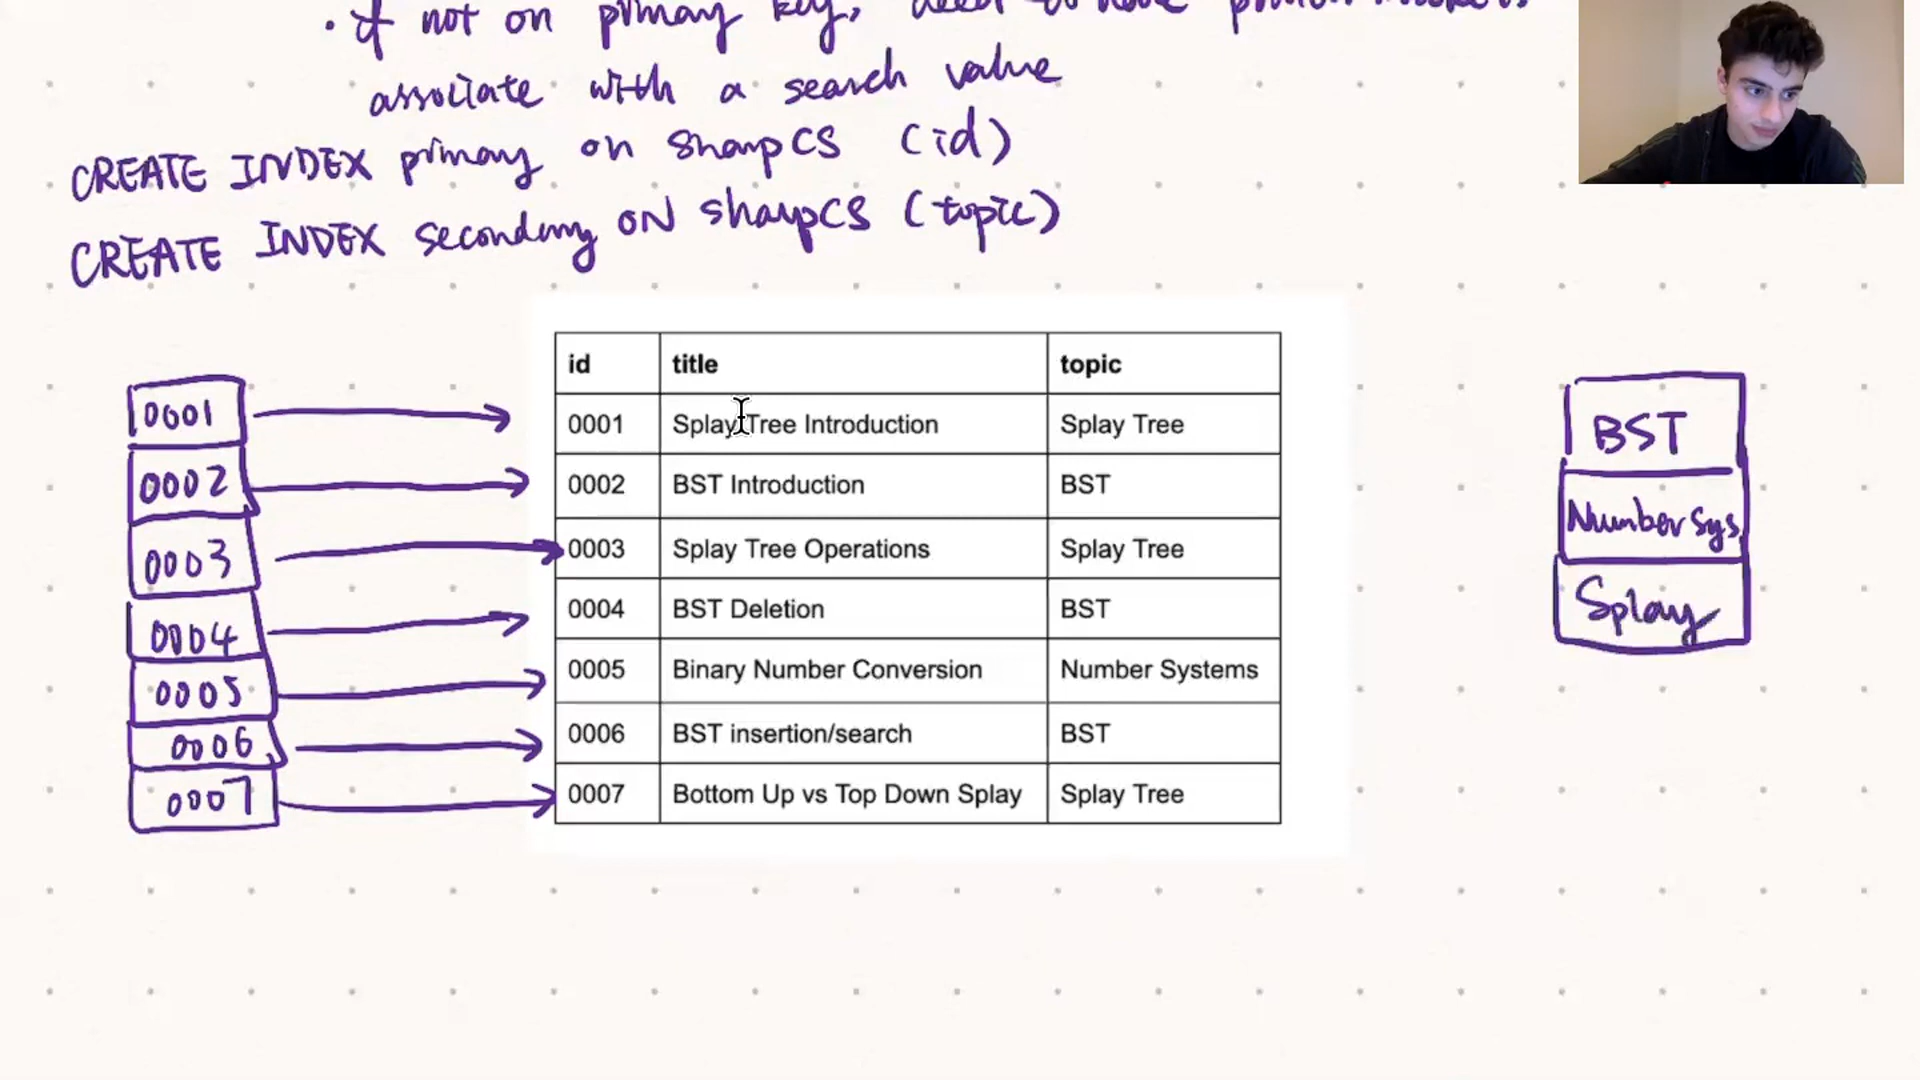 · if not on primary key, need to have
associate with a search value
CREATE INDEX primary on sharpCS (id)
CREATE INDEX secondary ON sharpCS (topic)
id title topic
0001 0001 Splay Tree Introduction Splay Tree BST
0002 0002 BST Introduction BST Number Sys
0003 0003 Splay Tree Operations Splay Tree Splay
0004 0004 BST Deletion BST
0005 0005 Binary Number Conversion Number Systems
0006 0006 BST insertion/search BST
0007 0007 Bottom Up vs Top Down Splay Splay Tree